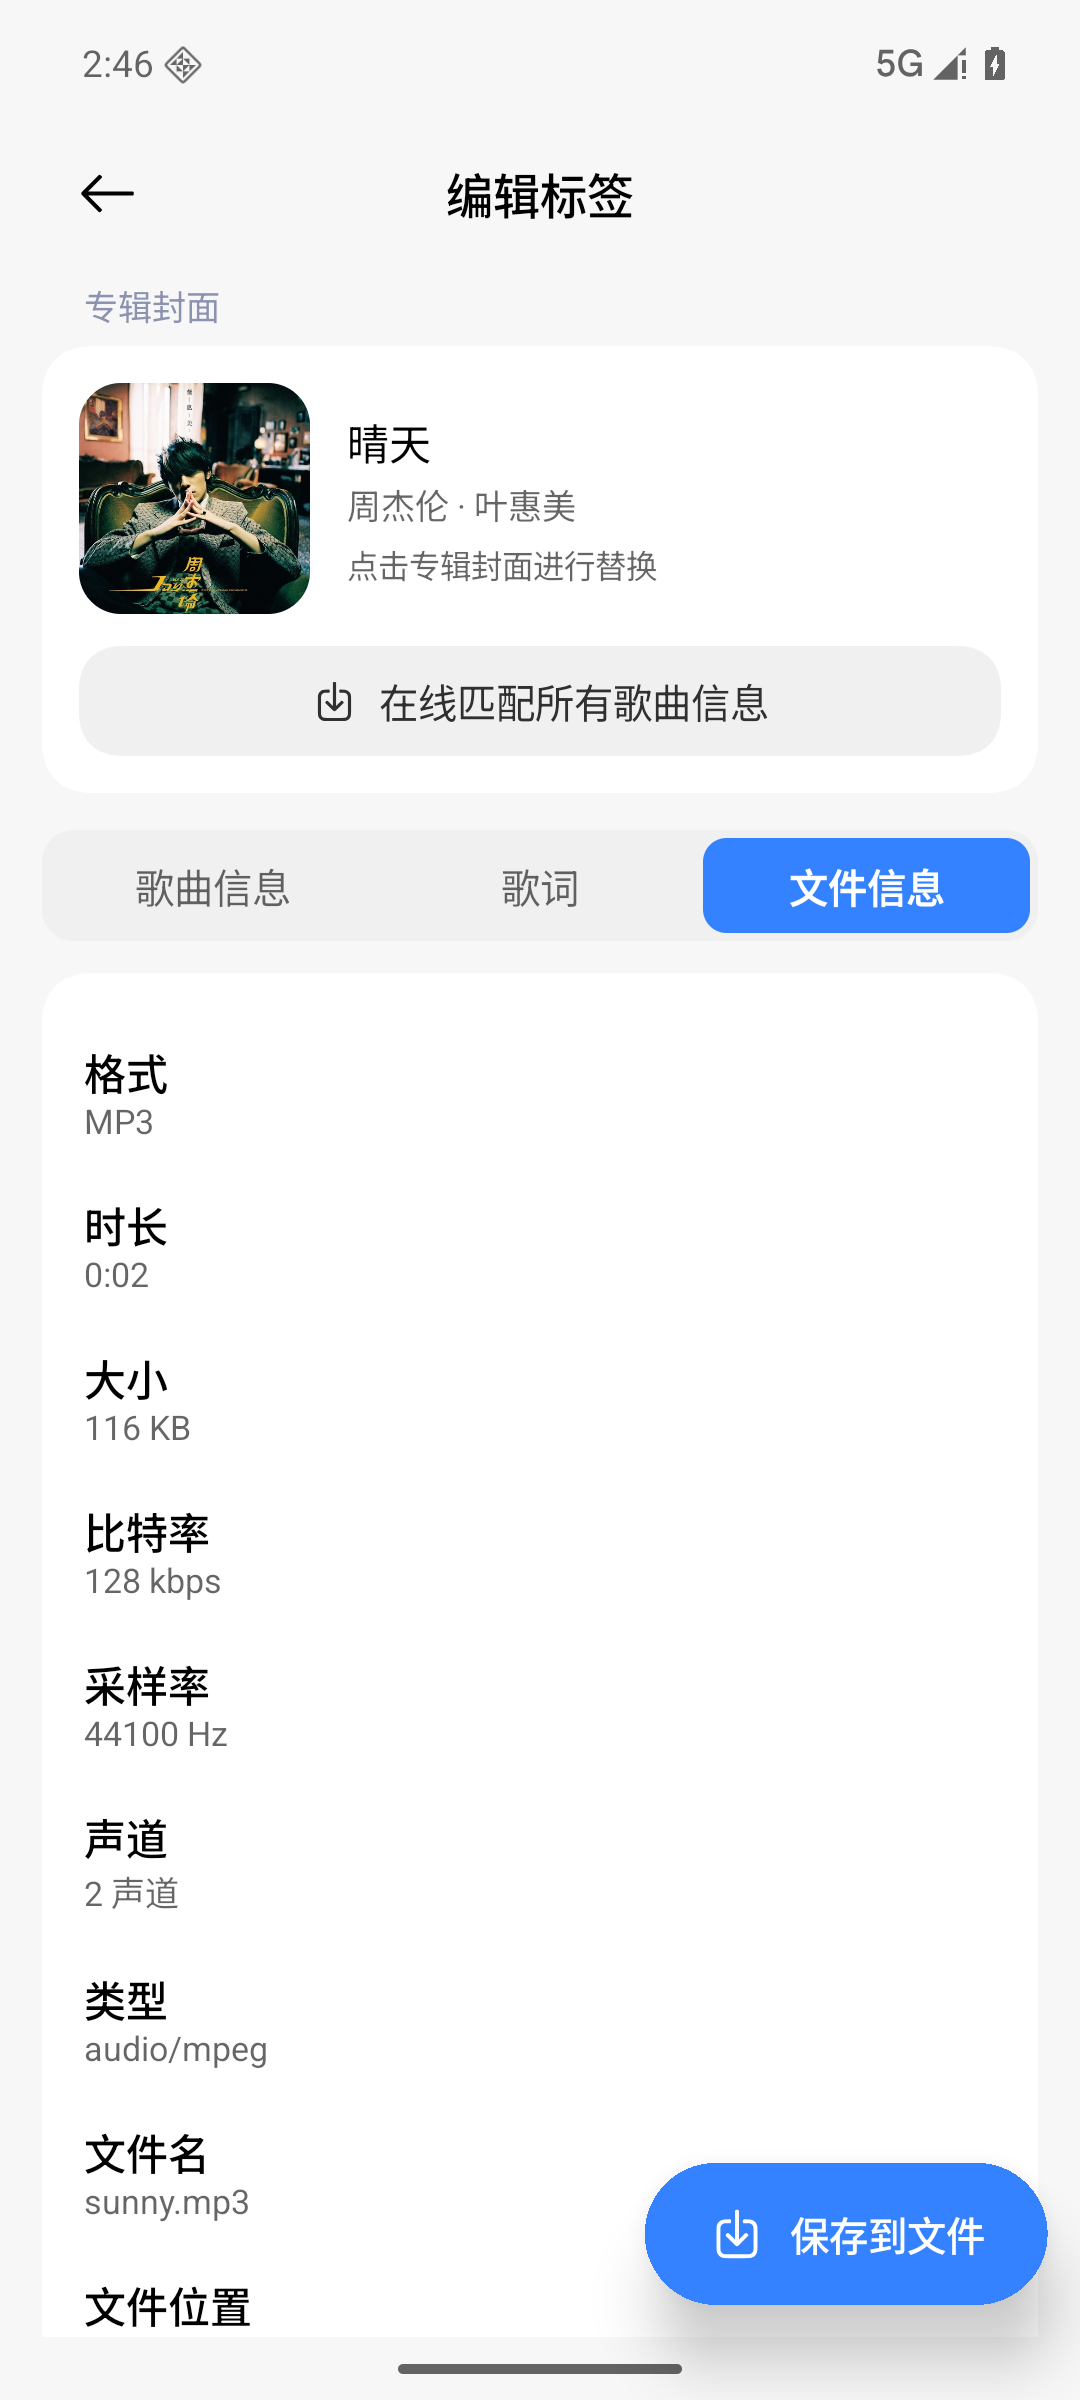 2:46
5G
编辑标签
专辑封面
晴天
周杰伦 · 叶惠美
点击专辑封面进行替换
在线匹配所有歌曲信息
歌曲信息
歌词
文件信息
格式
MP3
时长
0:02
大小
116 KB
比特率
128 kbps
采样率
44100 Hz
声道
2 声道
类型
audio/mpeg
文件名
sunny.mp3
保存到文件
文件位置